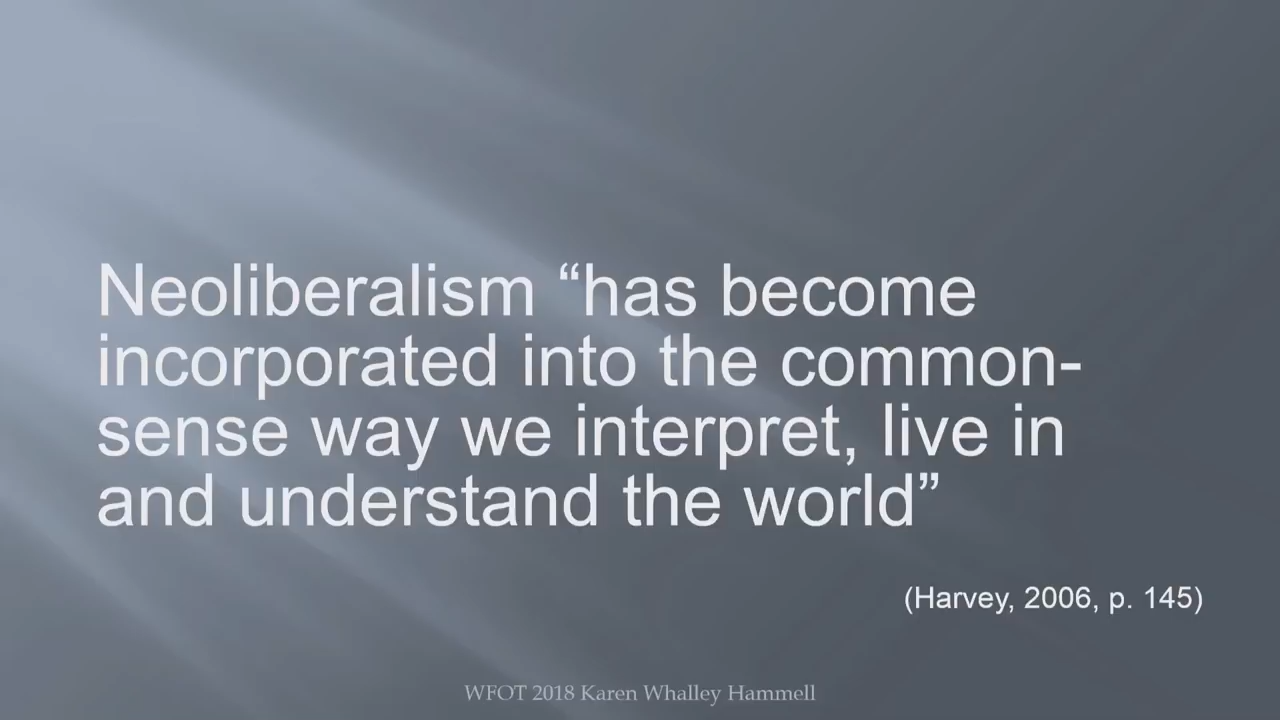 Neoliberalism “has become
incorporated into the common-
sense way we interpret, live in
and understand the world”
(Harvey, 2006, p. 145)
WFOT 2018 Karen Whalley Hammell